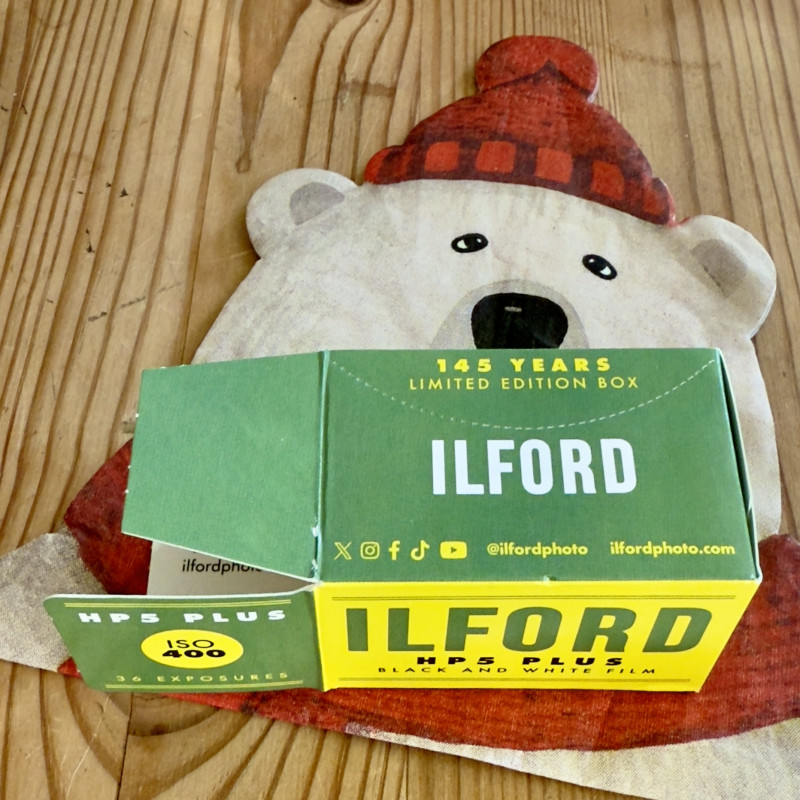 145 YEARS
LIMITED EDITION BOX
ILFORD
@ilfordphoto ilfordphoto.com
ilfordphoto
HP5 PLUS
ISO
400
36 EXPOSURES
ILFORD
HP5 PLUS
BLACK AND WHITE FILM